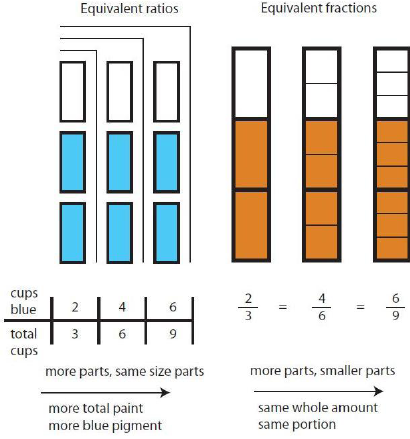 Equivalent ratios
Equivalent fractions
cups
blue
2 4 6
total
cups
3 6 9
2/3 = 4/6 = 6/9
more parts, same size parts
more total paint
more blue pigment
more parts, smaller parts
same whole amount
same portion